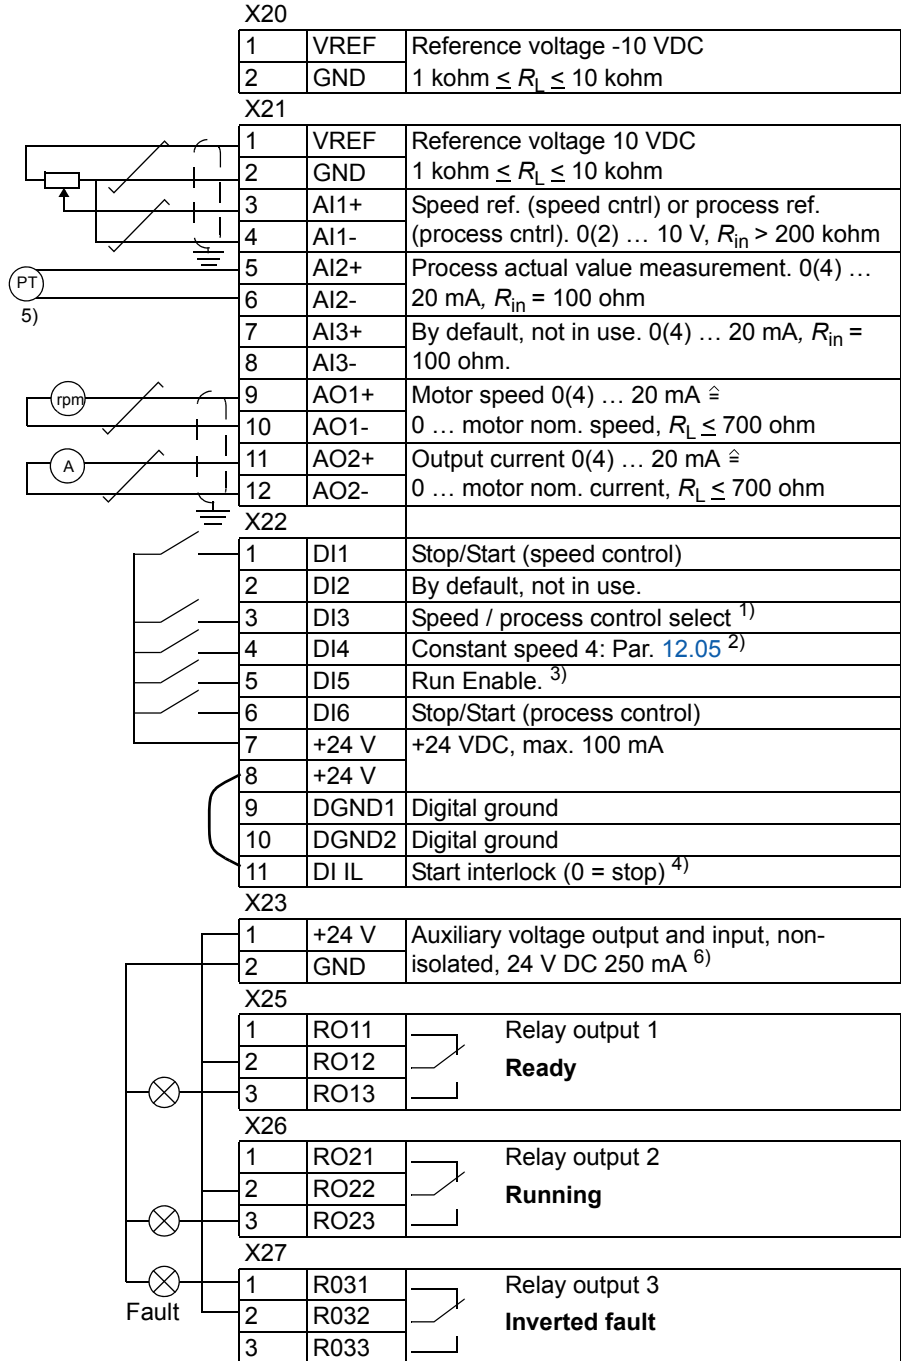 X20
1 VREF Reference voltage -10 VDC
2 GND 1 kohm ≤ RL ≤ 10 kohm
X21
1 VREF Reference voltage 10 VDC
2 GND 1 kohm ≤ RL ≤ 10 kohm
3 AI1+ Speed ref. (speed cntrl) or process ref.
4 AI1- (process cntrl). 0(2) … 10 V, Rin > 200 kohm
PT 5 AI2+ Process actual value measurement. 0(4) …
5) 6 AI2- 20 mA, Rin = 100 ohm
7 AI3+ By default, not in use. 0(4) … 20 mA, Rin =
8 AI3- 100 ohm.
rpm 9 AO1+ Motor speed 0(4) … 20 mA ≙
10 AO1- 0 … motor nom. speed, RL ≤ 700 ohm
A 11 AO2+ Output current 0(4) … 20 mA ≙
12 AO2- 0 … motor nom. current, RL ≤ 700 ohm
X22
1 DI1 Stop/Start (speed control)
2 DI2 By default, not in use.
3 DI3 Speed / process control select 1)
4 DI4 Constant speed 4: Par. 12.05 2)
5 DI5 Run Enable. 3)
6 DI6 Stop/Start (process control)
7 +24 V +24 VDC, max. 100 mA
8 +24 V
9 DGND1 Digital ground
10 DGND2 Digital ground
11 DI IL Start interlock (0 = stop) 4)
X23
1 +24 V Auxiliary voltage output and input, non-
2 GND isolated, 24 V DC 250 mA 6)
X25
1 RO11 Relay output 1
2 RO12 Ready
3 RO13
X26
1 RO21 Relay output 2
2 RO22 Running
3 RO23
X27
1 R031 Relay output 3
Fault 2 R032 Inverted fault
3 R033